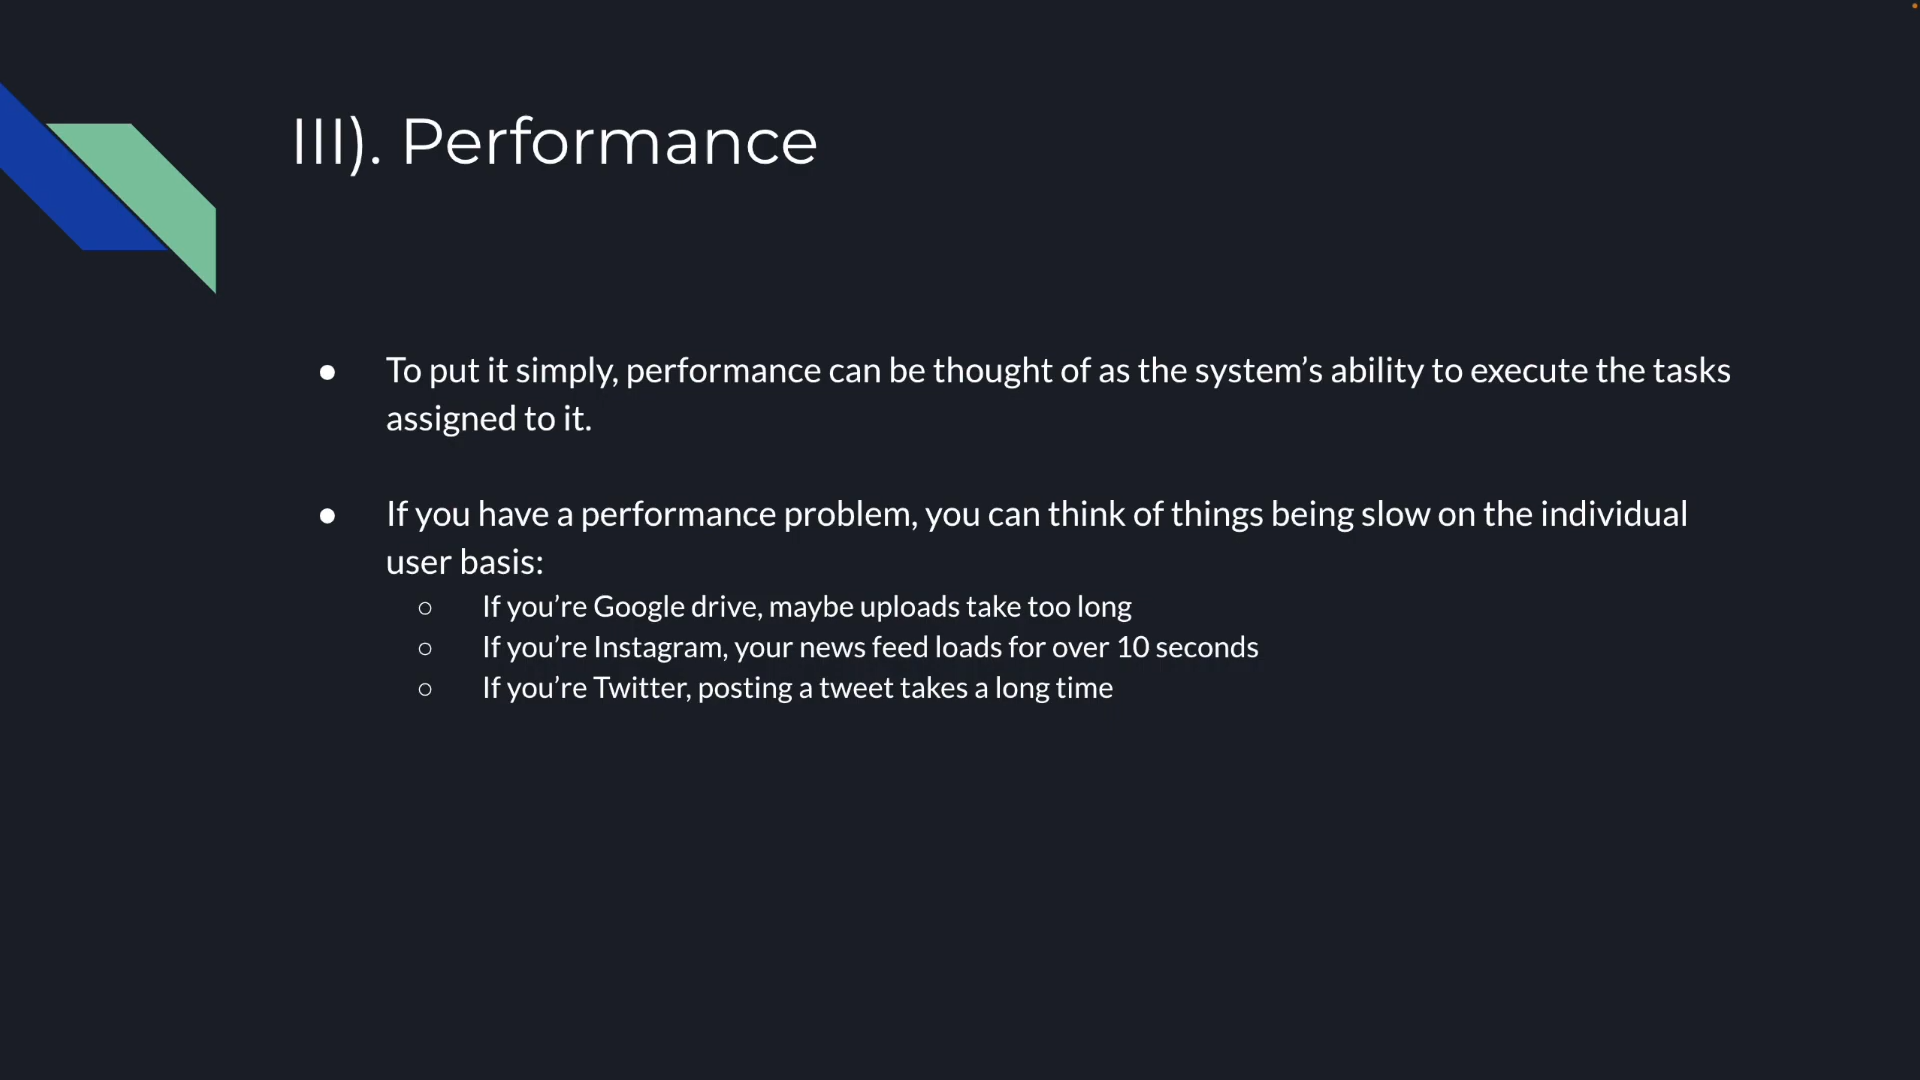 III). Performance
● To put it simply, performance can be thought of as the system’s ability to execute the tasks
assigned to it.
● If you have a performance problem, you can think of things being slow on the individual
user basis:
○ If you’re Google drive, maybe uploads take too long
○ If you’re Instagram, your news feed loads for over 10 seconds
○ If you’re Twitter, posting a tweet takes a long time